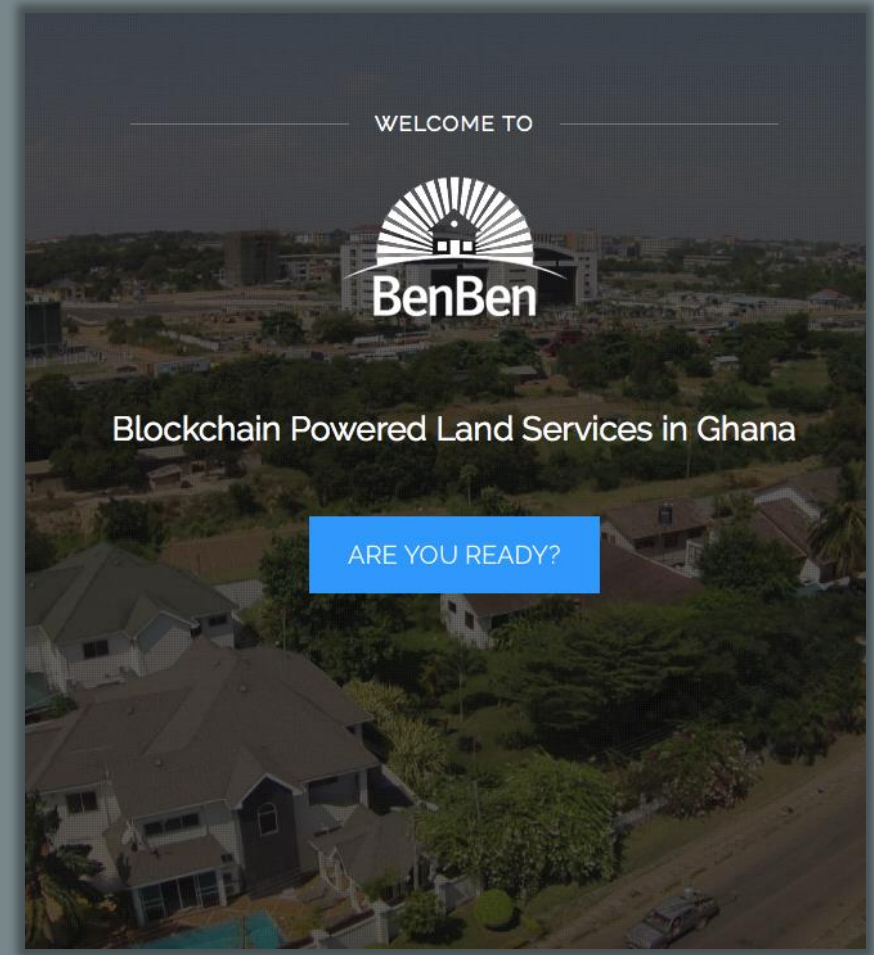 WELCOME TO
BenBen
Blockchain Powered Land Services in Ghana
ARE YOU READY?